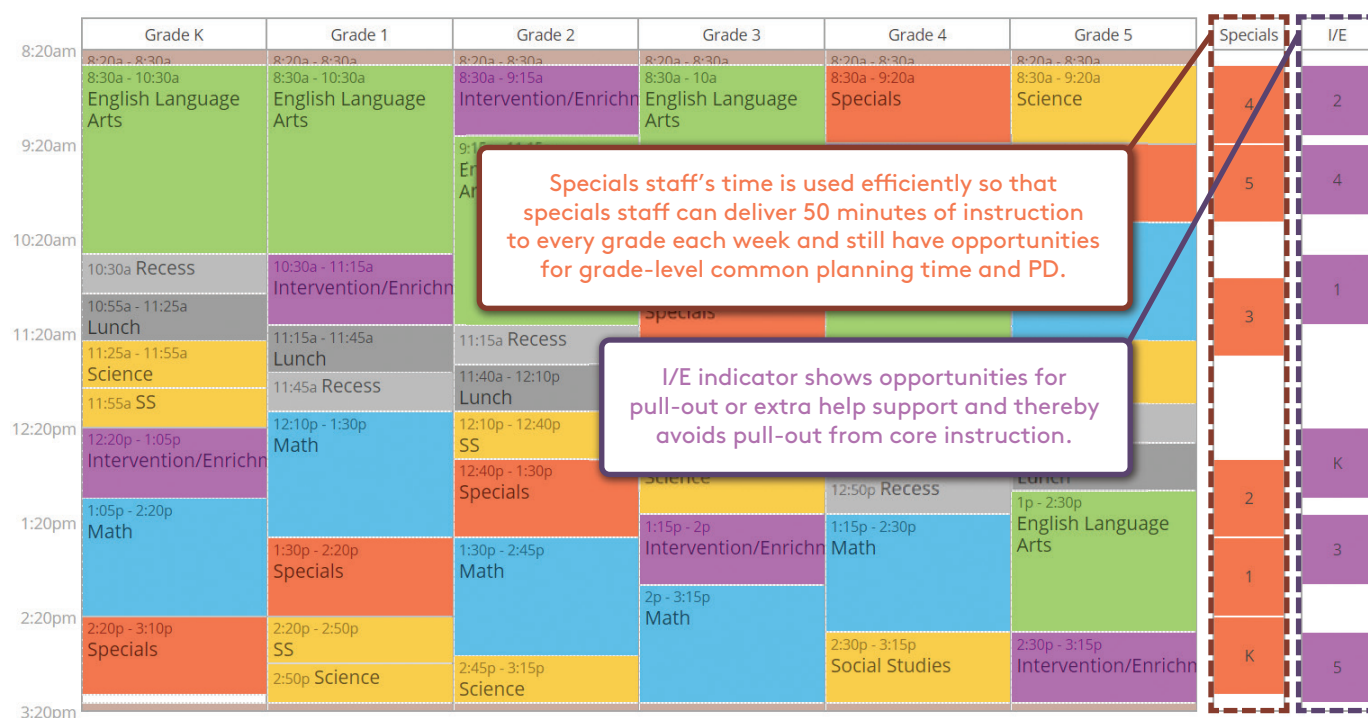 Grade K
Grade 1
Grade 2
Grade 3
Grade 4
Grade 5
Specials
I/E
8:20am
9:20am
10:20am
11:20am
12:20pm
1:20pm
2:20pm
3:20pm
8:20a - 8:30a
8:30a - 10:30a
English Language
Arts
10:30a Recess
10:55a - 11:25a
Lunch
11:25a - 11:55a
Science
11:55a SS
12:20p - 1:05p
Intervention/Enrichn
1:05p - 2:20p
Math
2:20p - 3:10p
Specials
8:20a - 8:30a
8:30a - 10:30a
English Language
Arts
10:30a - 11:15a
Intervention/Enrichn
11:15a - 11:45a
Lunch
11:45a Recess
12:10p - 1:30p
Math
1:30p - 2:20p
Specials
2:20p - 2:50p
SS
2:50p Science
8:20a - 8:30a
8:30a - 9:15a
Intervention/Enrichn
11:15a Recess
11:40a - 12:10p
Lunch
12:10p - 12:40p
SS
12:40p - 1:30p
Specials
1:30p - 2:45p
Math
2:45p - 3:15p
Science
8:20a - 8:30a
8:30a - 10a
English Language
Arts
Specials
Science
1:15p - 2p
Intervention/Enrichn
2p - 3:15p
Math
8:20a - 8:30a
8:30a - 9:20a
Specials
12:50p Recess
1:15p - 2:30p
Math
2:30p - 3:15p
Social Studies
8:20a - 8:30a
8:30a - 9:20a
Science
Lunch
1p - 2:30p
English Language
Arts
2:30p - 3:15p
Intervention/Enrichn
4
5
3
2
1
K
2
4
1
K
3
5
Specials staff's time is used efficiently so that
specials staff can deliver 50 minutes of instruction
to every grade each week and still have opportunities
for grade-level common planning time and PD.
I/E indicator shows opportunities for
pull-out or extra help support and thereby
avoids pull-out from core instruction.